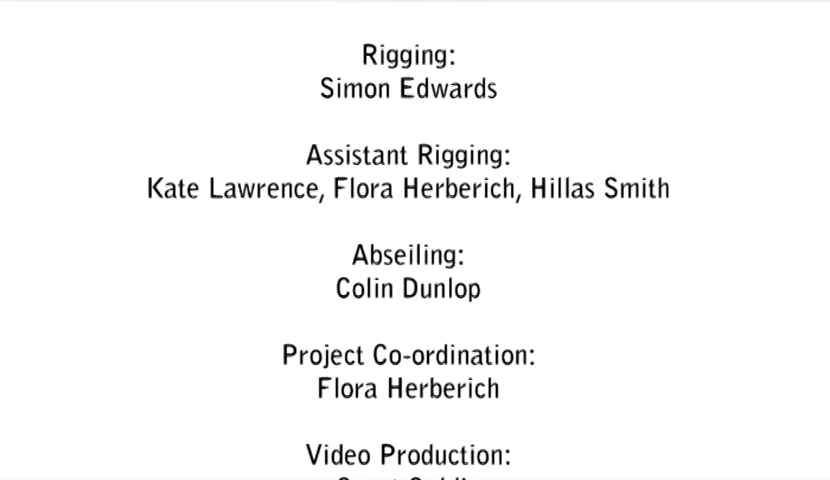 Rigging:
Simon Edwards
Assistant Rigging:
Kate Lawrence, Flora Herberich, Hillas Smith
Abseiling:
Colin Dunlop
Project Co-ordination:
Flora Herberich
Video Production: